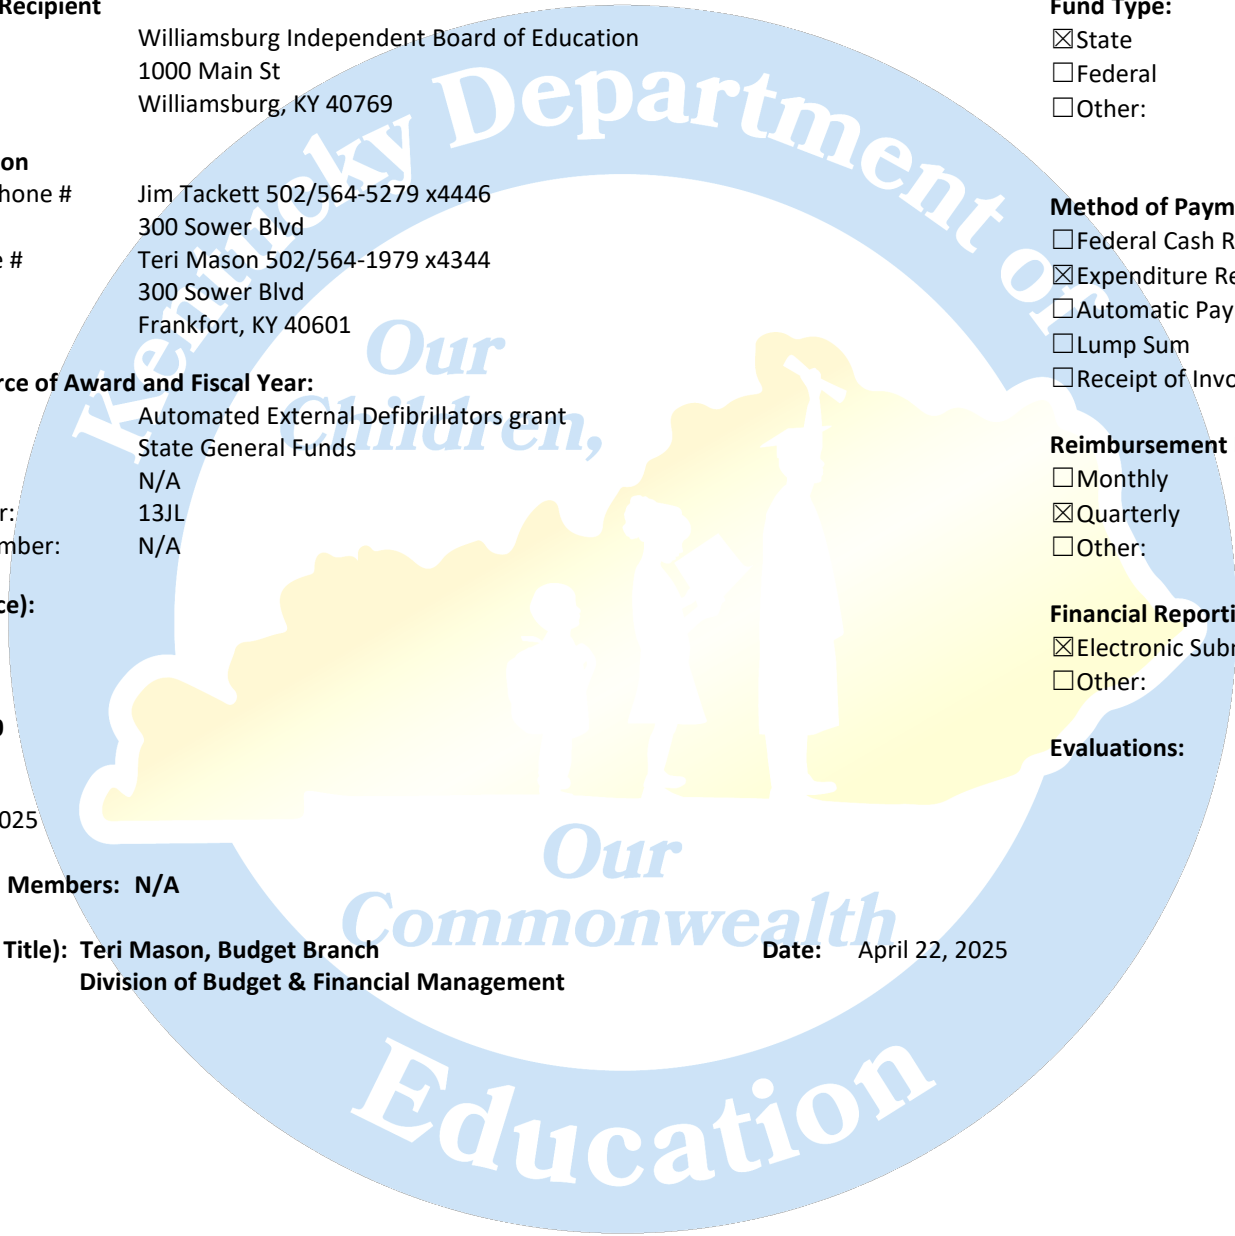 Recipient
Williamsburg Independent Board of Education
1000 Main St
Williamsburg, KY 40769
on
hone # Jim Tackett 502/564-5279 x4446
300 Sower Blvd
e # Teri Mason 502/564-1979 x4344
300 Sower Blvd
Frankfort, KY 40601
rce of Award and Fiscal Year:
Automated External Defibrillators grant
State General Funds
N/A
r: 13JL
mber: N/A
ce):
025
Members: N/A
Title): Teri Mason, Budget Branch
Division of Budget & Financial Management
Date: April 22, 2025
Fund Type:
☒State
☐Federal
☐Other:
Method of Paym
☐Federal Cash R
☒Expenditure Re
☐Automatic Pay
☐Lump Sum
☐Receipt of Invo
Reimbursement
☐Monthly
☒Quarterly
☐Other:
Financial Reporti
☒Electronic Subr
☐Other:
Evaluations:
Kentucky Department of
Education
Our
Children,
Our
Commonwealth